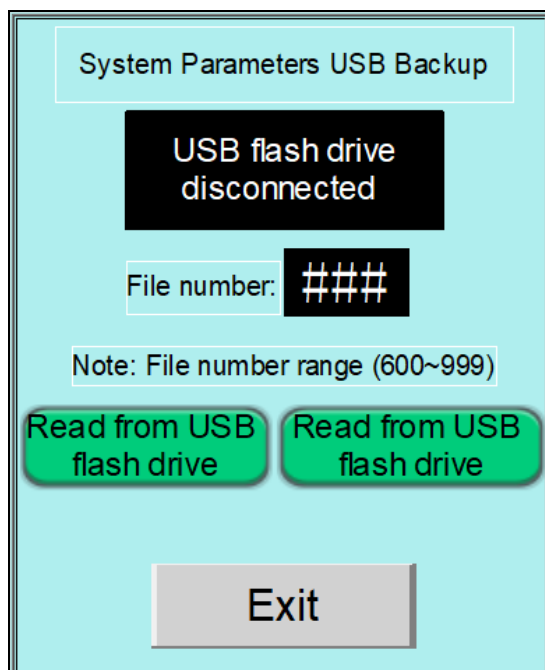 System Parameters USB Backup
USB flash drive
disconnected
File number: ###
Note: File number range (600~999)
Read from USB
flash drive
Read from USB
flash drive
Exit